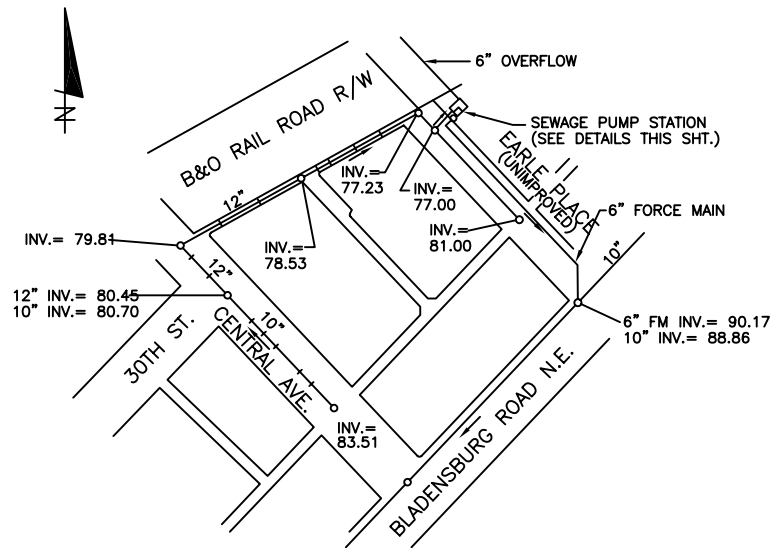 6" OVERFLOW
SEWAGE PUMP STATION
(SEE DETAILS THIS SHT.)
B&O RAIL ROAD R/W
N
EARLE PLACE
(UNIMPROVED)
INV.=
77.23
INV.=
77.00
12"
6" FORCE MAIN
INV.=
81.00
INV.= 79.81
INV.=
78.53
10"
12"
12" INV.= 80.45
10" INV.= 80.70
6" FM INV.= 90.17
10" INV.= 88.86
10"
30TH ST.
CENTRAL AVE.
INV.=
83.51
BLADENSBURG ROAD N.E.